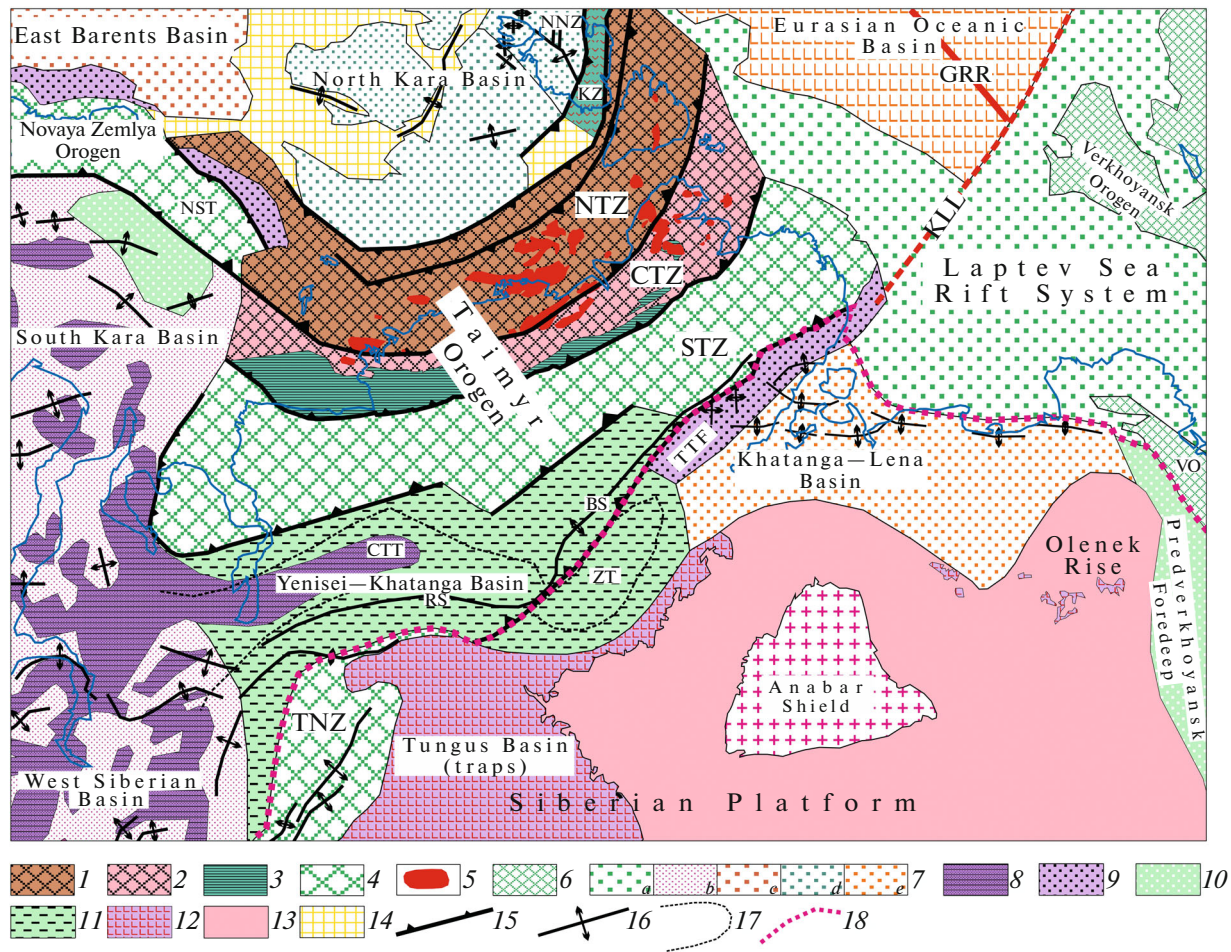 East Barents Basin
NNZ
Eurasian Oceanic
Basin
GRR
North Kara Basin
KZ
Novaya Zemlya
Orogen
Verkhoyansk
Orogen
NST
NTZ
KLL
CTZ
Laptev Sea
Rift System
Taimyr
Orogen
South Kara Basin
STZ
TTF
Khatanga—Lena
Basin
VO
BS
CTT
Olenek
Rise
Predverkhoyansk
Foredeep
Yenisei—Khatanga Basin
ZT
RS
Anabar
Shield
TNZ
Tungus Basin
(traps)
West Siberian
Basin
Siberian Platform
1 2 3 4 5 6 a b c d e 7 8 9 10
11 12 13 14 15 16 17 18